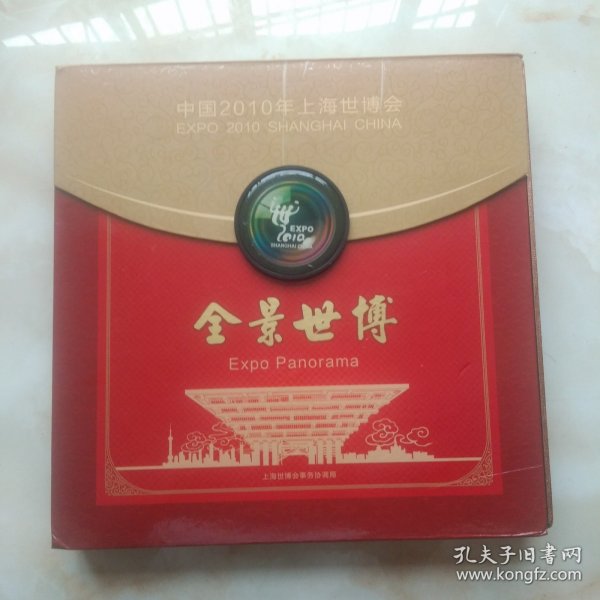 中国2010年上海世博会
EXPO 2010 SHANGHAI CHINA
世
EXPO
2010
SHANGHAI CHINA
全景世博
Expo Panorama
上海世博会事务协调局
孔夫子旧书网
www.kongfz.com